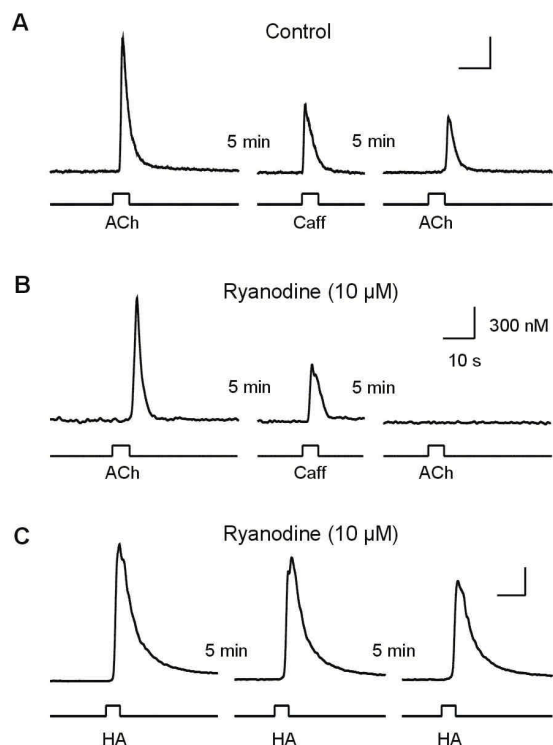 A
Control
5 min
5 min
ACh
Caff
ACh
B
Ryanodine (10 µM)
300 nM
10 s
5 min
5 min
ACh
Caff
ACh
C
Ryanodine (10 µM)
5 min
5 min
HA
HA
HA